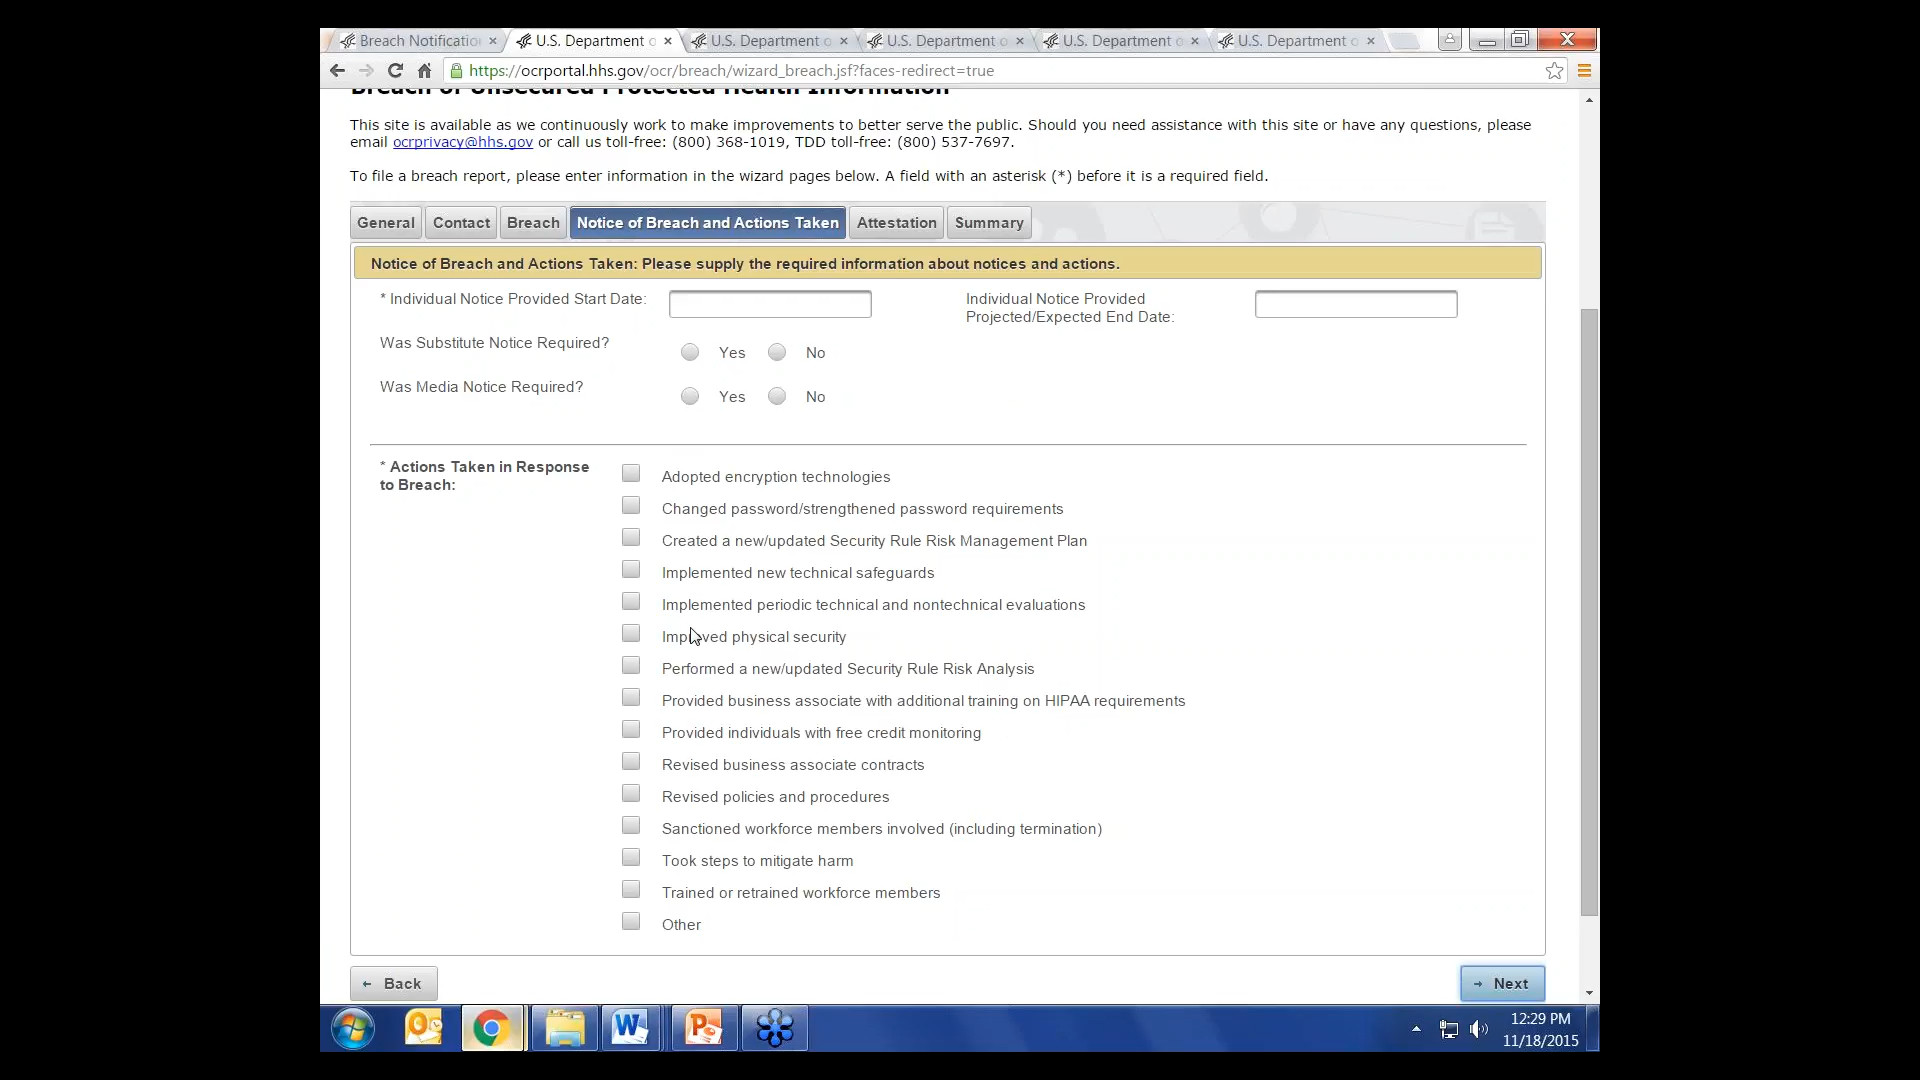 Breach Notificatio
U.S. Department o
U.S. Department o
U.S. Department o
U.S. Department o
U.S. Department o
https://ocrportal.hhs.gov/ocr/breach/wizard_breach.jsf?faces-redirect=true
Breach of Unsecured Protected Health Information
This site is available as we continuously work to make improvements to better serve the public. Should you need assistance with this site or have any questions, please
email ocrprivacy@hhs.gov or call us toll-free: (800) 368-1019, TDD toll-free: (800) 537-7697.
To file a breach report, please enter information in the wizard pages below. A field with an asterisk (*) before it is a required field.
General Contact Breach Notice of Breach and Actions Taken Attestation Summary
Notice of Breach and Actions Taken: Please supply the required information about notices and actions.
* Individual Notice Provided Start Date:
Individual Notice Provided
Projected/Expected End Date:
Was Substitute Notice Required?
Yes No
Was Media Notice Required?
Yes No
* Actions Taken in Response
to Breach:
Adopted encryption technologies
Changed password/strengthened password requirements
Created a new/updated Security Rule Risk Management Plan
Implemented new technical safeguards
Implemented periodic technical and nontechnical evaluations
Improved physical security
Performed a new/updated Security Rule Risk Analysis
Provided business associate with additional training on HIPAA requirements
Provided individuals with free credit monitoring
Revised business associate contracts
Revised policies and procedures
Sanctioned workforce members involved (including termination)
Took steps to mitigate harm
Trained or retrained workforce members
Other
Back
Next
12:29 PM
11/18/2015